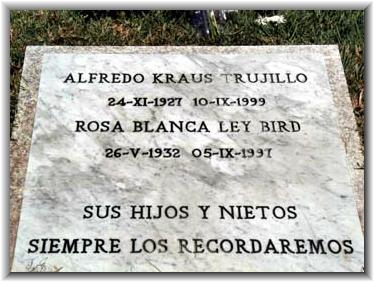 ALFREDO KRAUS TRUJILLO
24-XI-1927 10-IX-1999
ROSA BLANCA LEY BIRD
26-V-1932 05-IX-1997
SUS HIJOS Y NIETOS
SIEMPRE LOS RECORDAREMOS